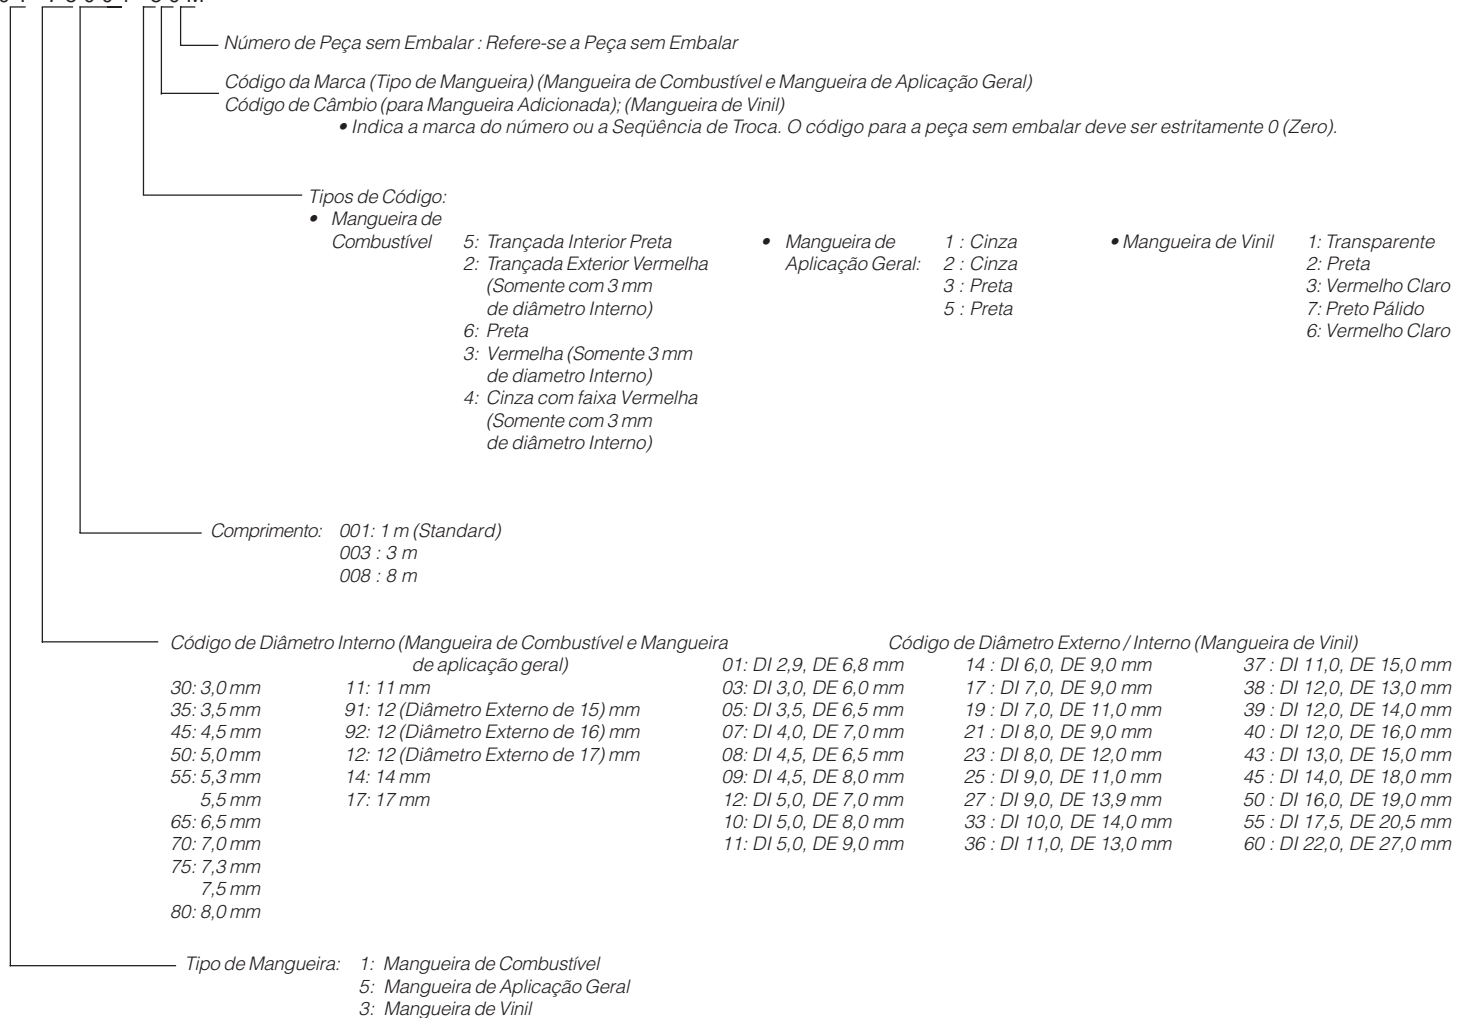 Número de Peça sem Embalar : Refere-se a Peça sem Embalar
Código da Marca (Tipo de Mangueira) (Mangueira de Combustível e Mangueira de Aplicação Geral)
Código de Câmbio (para Mangueira Adicionada); (Mangueira de Vinil)
• Indica a marca do número ou a Seqüência de Troca. O código para a peça sem embalar deve ser estritamente 0 (Zero).
Tipos de Código:
• Mangueira de
Combustível
5: Trançada Interior Preta
2: Trançada Exterior Vermelha
(Somente com 3 mm
de diâmetro Interno)
6: Preta
3: Vermelha (Somente 3 mm
de diametro Interno)
4: Cinza com faixa Vermelha
(Somente com 3 mm
de diâmetro Interno)
• Mangueira de
Aplicação Geral:
1 : Cinza
2 : Cinza
3 : Preta
5 : Preta
• Mangueira de Vinil
1: Transparente
2: Preta
3: Vermelho Claro
7: Preto Pálido
6: Vermelho Claro
Comprimento: 001: 1 m (Standard)
003 : 3 m
008 : 8 m
Código de Diâmetro Interno (Mangueira de Combustível e Mangueira
de aplicação geral)
30: 3,0 mm
35: 3,5 mm
45: 4,5 mm
50: 5,0 mm
55: 5,3 mm
5,5 mm
65: 6,5 mm
70: 7,0 mm
75: 7,3 mm
7,5 mm
80: 8,0 mm
11: 11 mm
91: 12 (Diâmetro Externo de 15) mm
92: 12 (Diâmetro Externo de 16) mm
12: 12 (Diâmetro Externo de 17) mm
14: 14 mm
17: 17 mm
Código de Diâmetro Externo / Interno (Mangueira de Vinil)
01: DI 2,9, DE 6,8 mm
03: DI 3,0, DE 6,0 mm
05: DI 3,5, DE 6,5 mm
07: DI 4,0, DE 7,0 mm
08: DI 4,5, DE 6,5 mm
09: DI 4,5, DE 8,0 mm
12: DI 5,0, DE 7,0 mm
10: DI 5,0, DE 8,0 mm
11: DI 5,0, DE 9,0 mm
14 : DI 6,0, DE 9,0 mm
17 : DI 7,0, DE 9,0 mm
19 : DI 7,0, DE 11,0 mm
21 : DI 8,0, DE 9,0 mm
23 : DI 8,0, DE 12,0 mm
25 : DI 9,0, DE 11,0 mm
27 : DI 9,0, DE 13,9 mm
33 : DI 10,0, DE 14,0 mm
36 : DI 11,0, DE 13,0 mm
37 : DI 11,0, DE 15,0 mm
38 : DI 12,0, DE 13,0 mm
39 : DI 12,0, DE 14,0 mm
40 : DI 12,0, DE 16,0 mm
43 : DI 13,0, DE 15,0 mm
45 : DI 14,0, DE 18,0 mm
50 : DI 16,0, DE 19,0 mm
55 : DI 17,5, DE 20,5 mm
60 : DI 22,0, DE 27,0 mm
Tipo de Mangueira: 1: Mangueira de Combustível
5: Mangueira de Aplicação Geral
3: Mangueira de Vinil